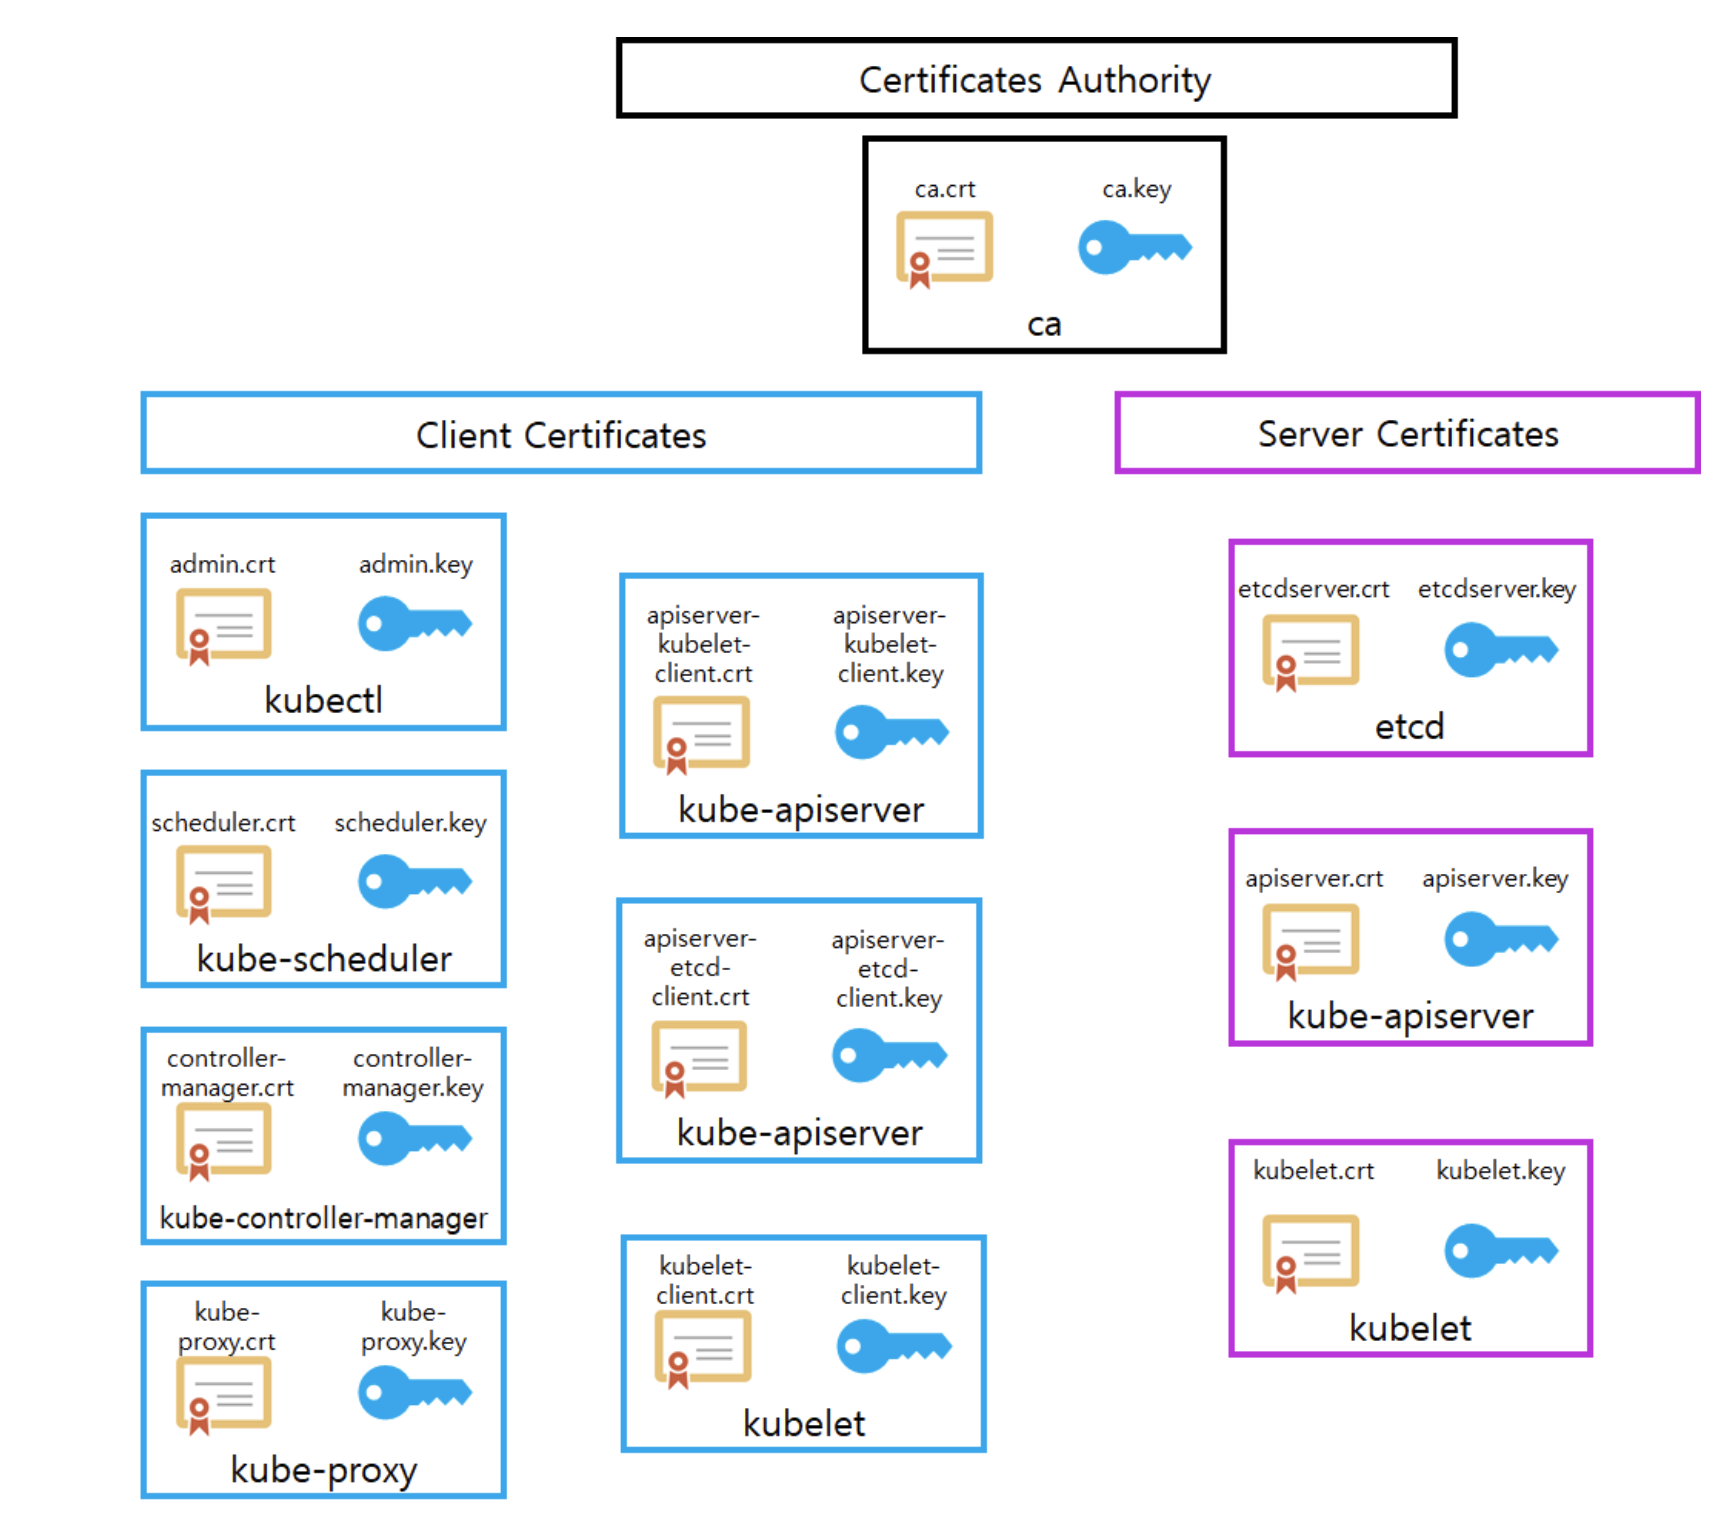 Certificates Authority
ca.crt
ca.key
ca
Client Certificates
admin.crt
admin.key
kubectl
scheduler.crt
scheduler.key
kube-scheduler
controller-
manager.crt
controller-
manager.key
kube-controller-manager
kube-
proxy.crt
kube-
proxy.key
kube-proxy
apiserver-
kubelet-
client.crt
apiserver-
kubelet-
client.key
kube-apiserver
apiserver-
etcd-
client.crt
apiserver-
etcd-
client.key
kube-apiserver
kubelet-
client.crt
kubelet-
client.key
kubelet
Server Certificates
etcdserver.crt
etcdserver.key
etcd
apiserver.crt
apiserver.key
kube-apiserver
kubelet.crt
kubelet.key
kubelet